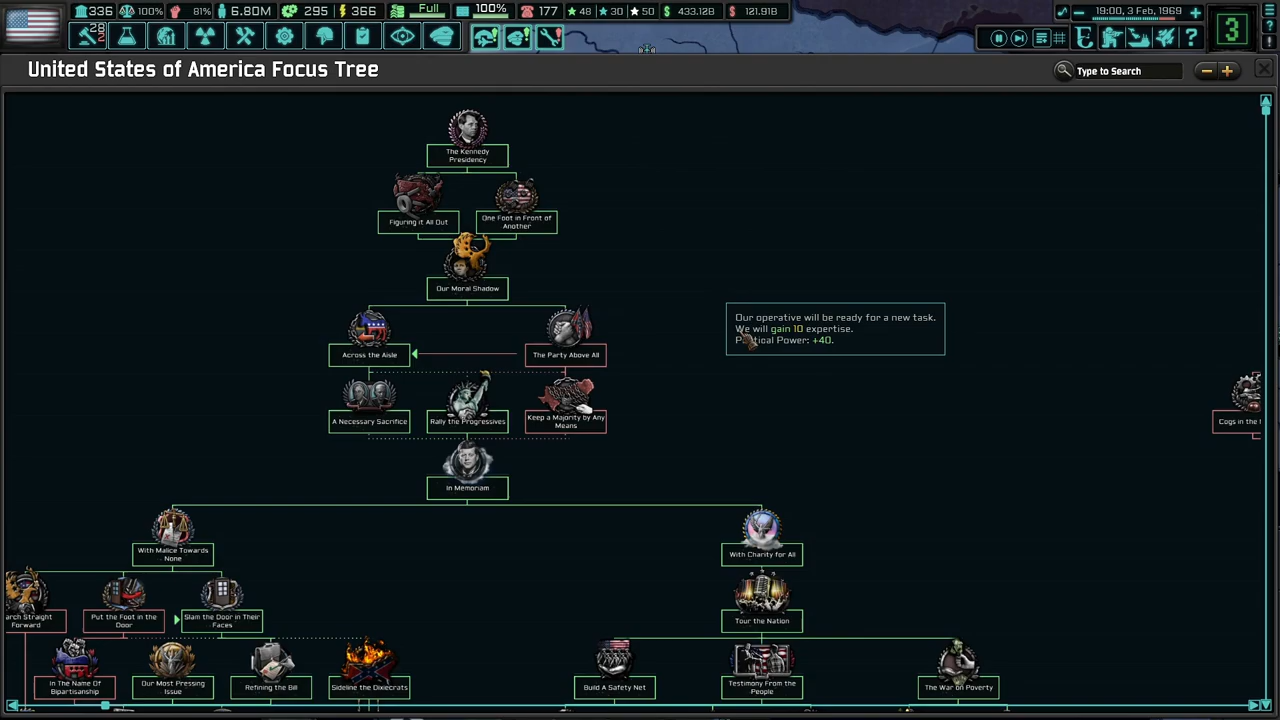 336
100%
81%
6.80M
295
366
Full
100%
177
48
30
50
433.12B
121.91B
19:00, 3 Feb, 1969
3
United States of America Focus Tree
Type to Search
The Kennedy
Presidency
Figuring it All Out
One Foot in Front of
Another
Our Moral Shadow
Our operative will be ready for a new task.
We will gain 10 expertise.
Political Power: +40.
Across the Aisle
The Party Above All
A Necessary Sacrifice
Rally the Progressives
Keep a Majority by Any
Means
Cogs in the
In Memoriam
With Malice Towards
None
With Charity for All
arch Straight
Forward
Put the Foot in the
Door
Slam the Door in Their
Faces
Tour the Nation
In The Name Of
Bipartisanship
Our Most Pressing
Issue
Refining the Bill
Sideline the Dixiecrats
Build A Safety Net
Testimony From the
People
The War on Poverty